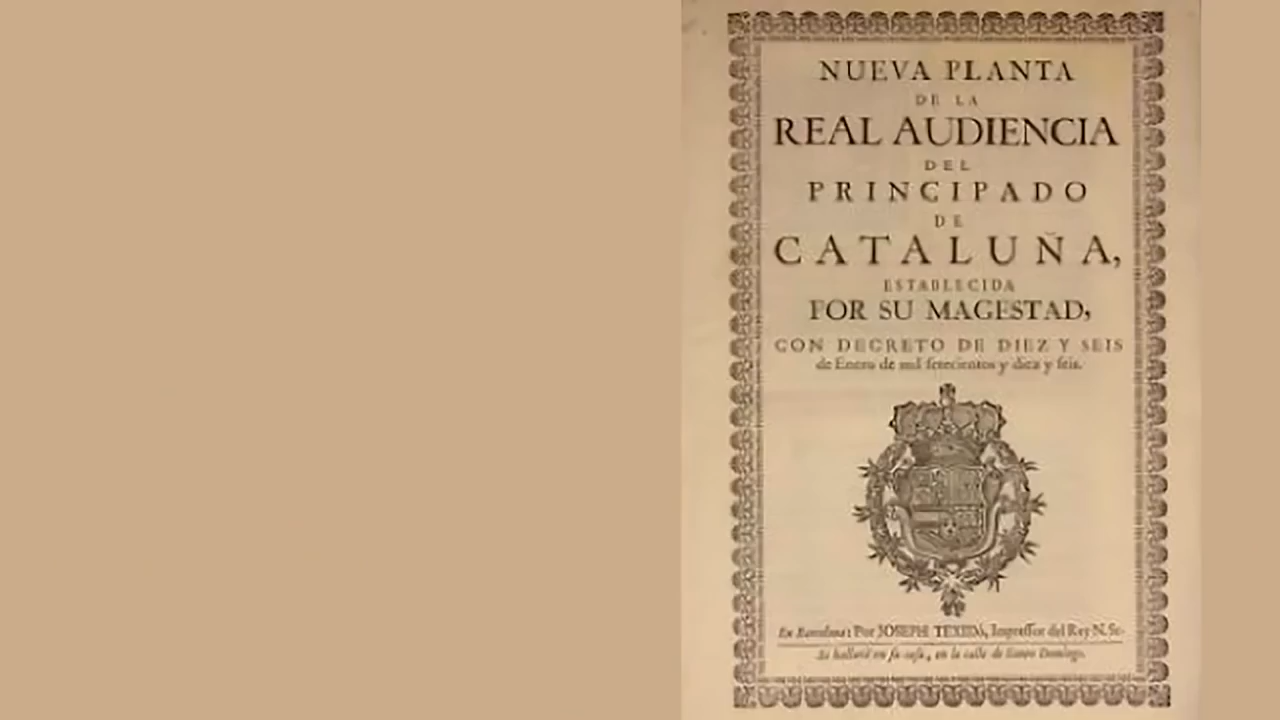 NUEVA PLANTA
DE LA
REAL AUDIENCIA
DEL
PRINCIPADO
DE
CATALUÑA,
ESTABLECIDA
POR SU MAGESTAD,
CON DECRETO DE DIEZ Y SEIS
de Enero de mil setecientos y diez y seis.
En Barcelona: Por JOSEPH TEXIDÓ, Impressor del Rey N. Se-
Se hallará en su casa, en la calle de Santo Domingo.